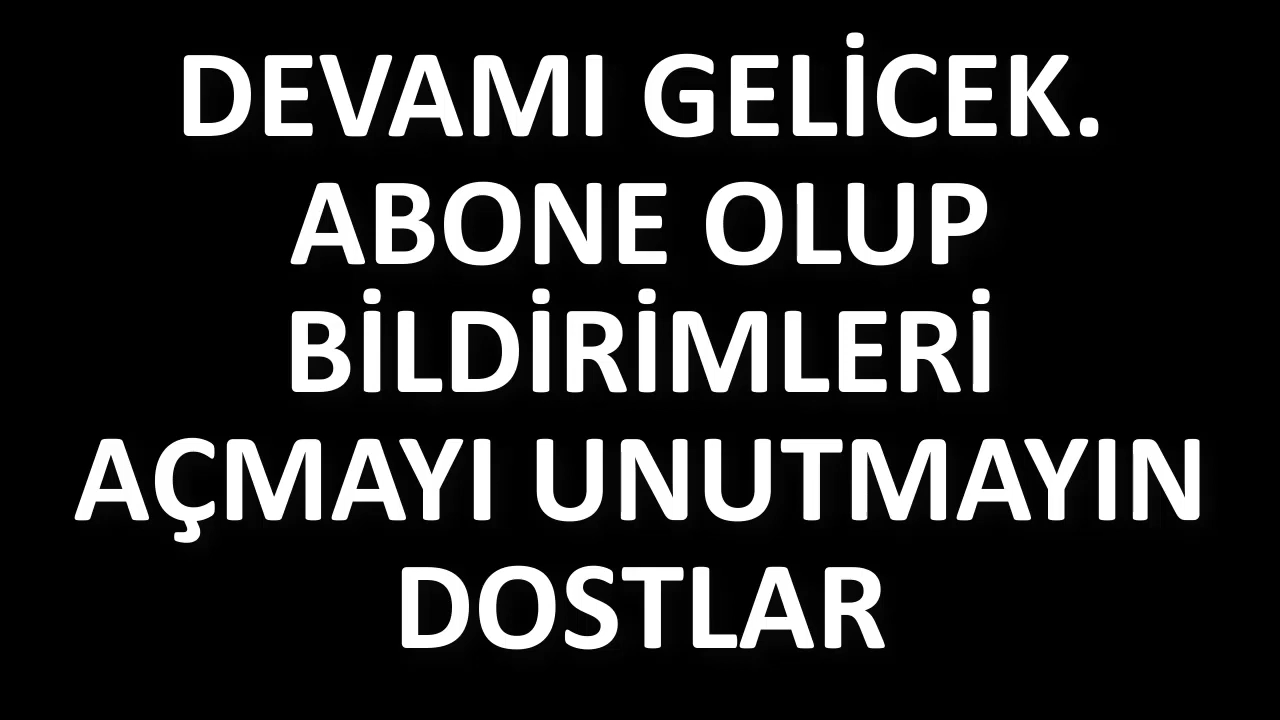 DEVAMI GELİCEK.
ABONE OLUP
BİLDİRİMLERİ
AÇMAYI UNUTMAYIN
DOSTLAR